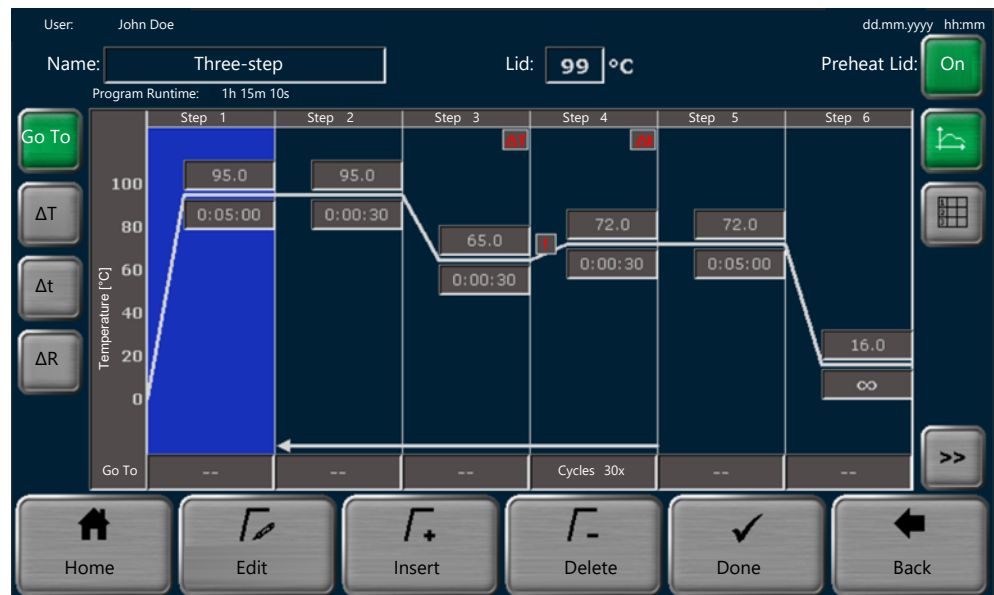 User: John Doe dd.mm.yyyy hh:mm
Name: Three-step Lid: 99 °C Preheat Lid: On
Program Runtime: 1h 15m 10s
Step 1 Step 2 Step 3 Step 4 Step 5 Step 6
Go To
ΔT Δt
100 95.0 95.0
ΔT 80 0:05:00 0:00:30 65.0 72.0 72.0
Δt 60 0:00:30 0:00:30 0:05:00
Temperature [°C]
40
ΔR 20 16.0
0 ∞
Go To -- -- -- Cycles 30x -- -- >>
Home Edit Insert Delete Done Back